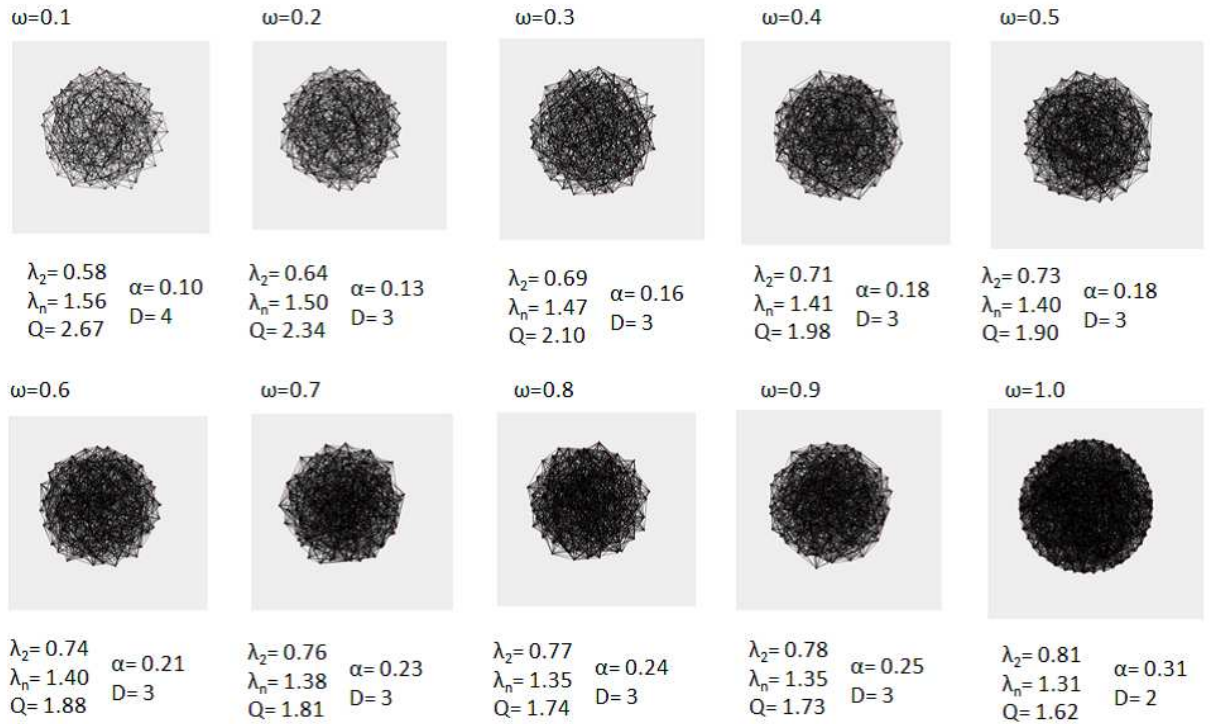 ω=0.1
ω=0.2
ω=0.3
ω=0.4
ω=0.5
λ₂= 0.58
λₙ= 1.56
Q= 2.67
α= 0.10
D= 4
λ₂= 0.64
λₙ= 1.50
Q= 2.34
α= 0.13
D= 3
λ₂= 0.69
λₙ= 1.47
Q= 2.10
α= 0.16
D= 3
λ₂= 0.71
λₙ= 1.41
Q= 1.98
α= 0.18
D= 3
λ₂= 0.73
λₙ= 1.40
Q= 1.90
α= 0.18
D= 3
ω=0.6
ω=0.7
ω=0.8
ω=0.9
ω=1.0
λ₂= 0.74
λₙ= 1.40
Q= 1.88
α= 0.21
D= 3
λ₂= 0.76
λₙ= 1.38
Q= 1.81
α= 0.23
D= 3
λ₂= 0.77
λₙ= 1.35
Q= 1.74
α= 0.24
D= 3
λ₂= 0.78
λₙ= 1.35
Q= 1.73
α= 0.25
D= 3
λ₂= 0.81
λₙ= 1.31
Q= 1.62
α= 0.31
D= 2